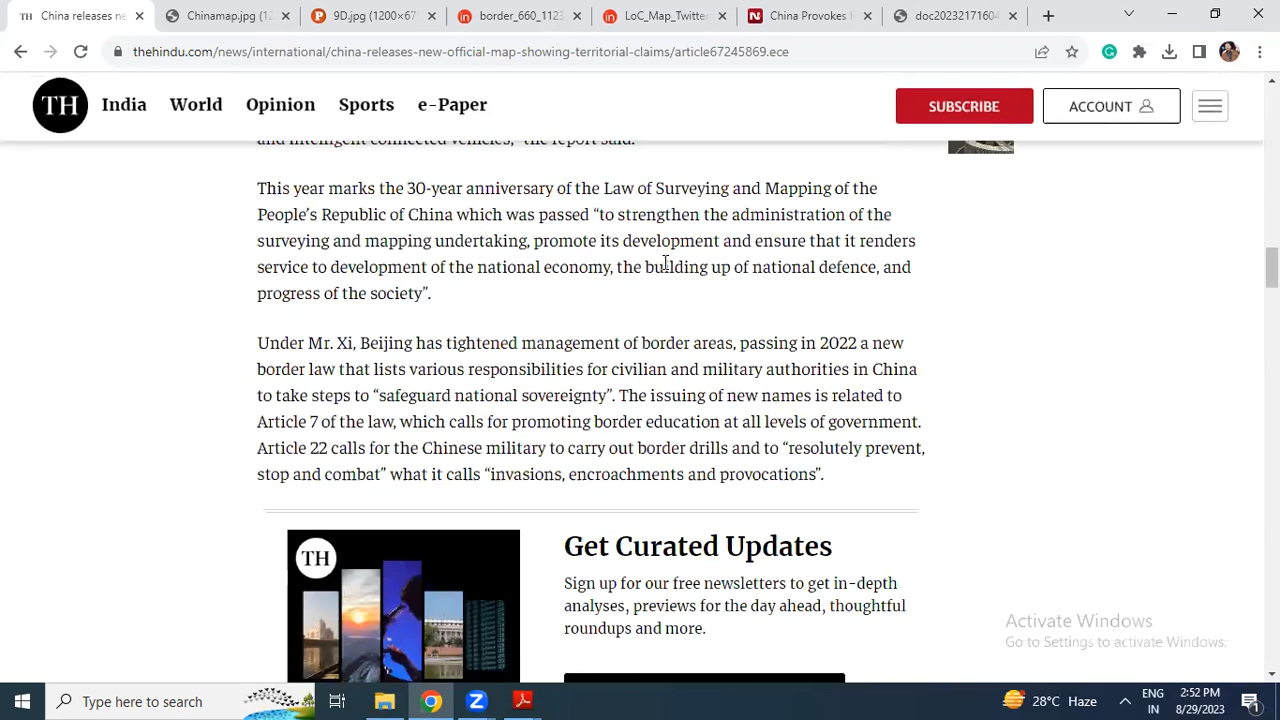 China releases ne
Chinamap.jpg (12
9D.jpg (1200×67
border_660_1123
LoC_Map_Twitter
China Provokes I
doc20232171604
thehindu.com/news/international/china-releases-new-official-map-showing-territorial-claims/article67245869.ece
TH
India
World
Opinion
Sports
e-Paper
SUBSCRIBE
ACCOUNT
and intelligent connected vehicles,” the report said.
This year marks the 30-year anniversary of the Law of Surveying and Mapping of the
People’s Republic of China which was passed “to strengthen the administration of the
surveying and mapping undertaking, promote its development and ensure that it renders
service to development of the national economy, the building up of national defence, and
progress of the society”.
Under Mr. Xi, Beijing has tightened management of border areas, passing in 2022 a new
border law that lists various responsibilities for civilian and military authorities in China
to take steps to “safeguard national sovereignty”. The issuing of new names is related to
Article 7 of the law, which calls for promoting border education at all levels of government.
Article 22 calls for the Chinese military to carry out border drills and to “resolutely prevent,
stop and combat” what it calls “invasions, encroachments and provocations”.
TH
Get Curated Updates
Sign up for our free newsletters to get in-depth
analyses, previews for the day ahead, thoughtful
roundups and more.
Activate Windows
Go to Settings to activate Windows.
Type here to search
28°C Haze
ENG
IN
2:52 PM
8/29/2023
1